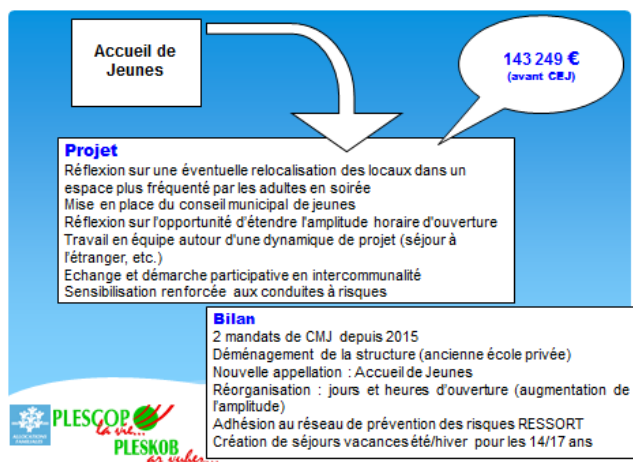 Accueil de
Jeunes
143 249 €
(avant CEJ)
Projet
Réflexion sur une éventuelle relocalisation des locaux dans un
espace plus fréquenté par les adultes en soirée
Mise en place du conseil municipal de jeunes
Réflexion sur l'opportunité d'étendre l'amplitude horaire d'ouverture
Travail en équipe autour d'une dynamique de projet (séjour à
l'étranger, etc.)
Echange et démarche participative en intercommunalité
Sensibilisation renforcée aux conduites à risques
Bilan
2 mandats de CMJ depuis 2015
Déménagement de la structure (ancienne école privée)
Nouvelle appellation : Accueil de Jeunes
Réorganisation : jours et heures d'ouverture (augmentation de
l'amplitude)
Adhésion au réseau de prévention des risques RESSORT
Création de séjours vacances été/hiver pour les 14/17 ans
ALLOCATIONS
FAMILIALES
PLESCOP
la vie...
PLESKOB
ar vuhez...